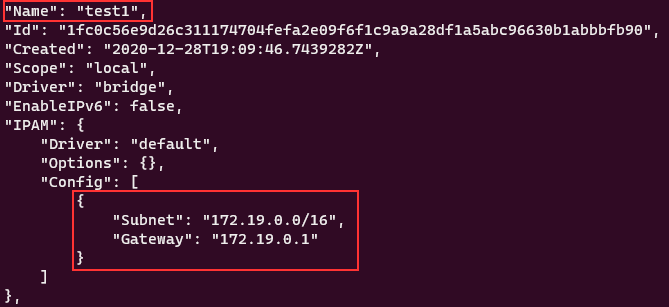 "Name": "test1",
"Id": "1fc0c56e9d26c311174704fefa2e09f6f1c9a9a28df1a5abc96630b1abbbfb90",
"Created": "2020-12-28T19:09:46.7439282Z",
"Scope": "local",
"Driver": "bridge",
"EnableIPv6": false,
"IPAM": {
    "Driver": "default",
    "Options": {},
    "Config": [
        {
            "Subnet": "172.19.0.0/16",
            "Gateway": "172.19.0.1"
        }
    ]
},